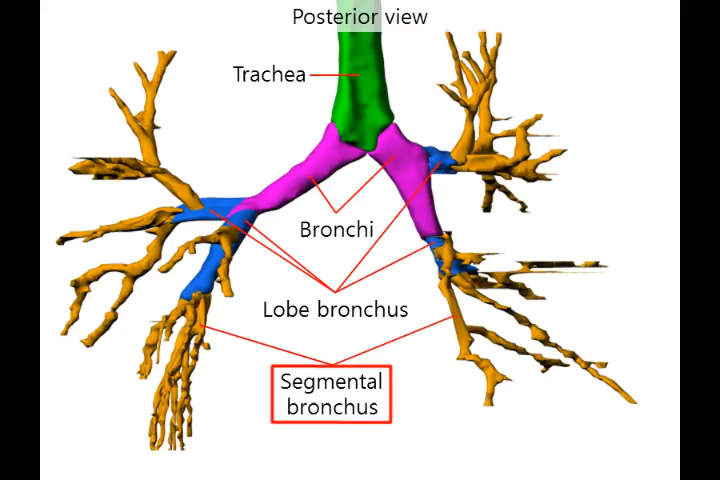 Posterior view
Trachea
Bronchi
Lobe bronchus
Segmental
bronchus